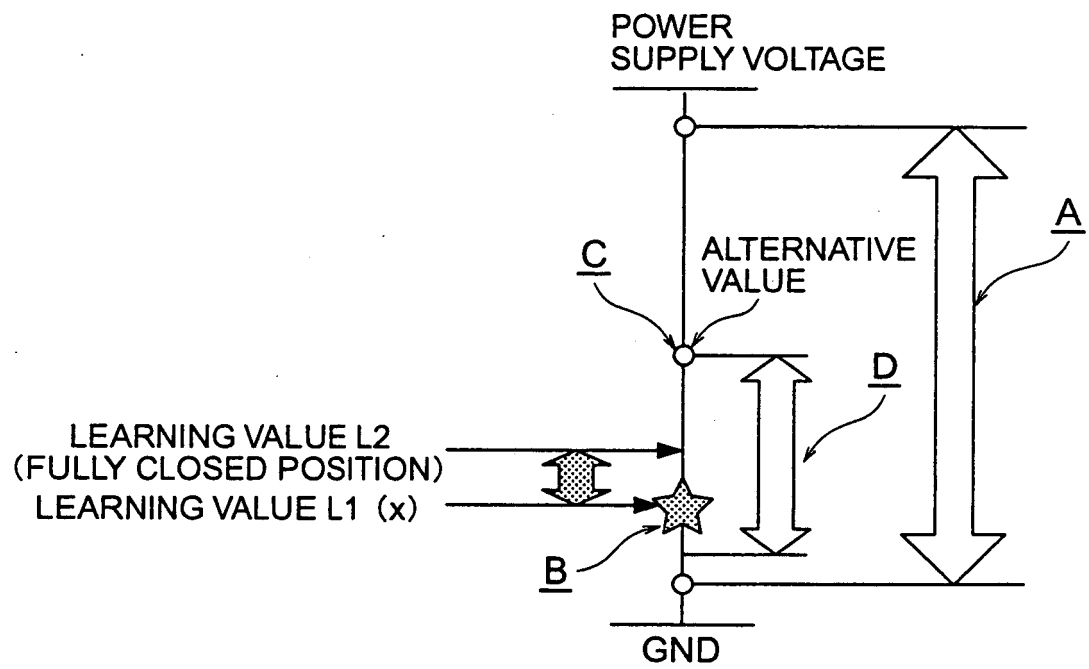 POWER
SUPPLY VOLTAGE
A
C
ALTERNATIVE
VALUE
D
LEARNING VALUE L2
(FULLY CLOSED POSITION)
LEARNING VALUE L1 (x)
B
GND